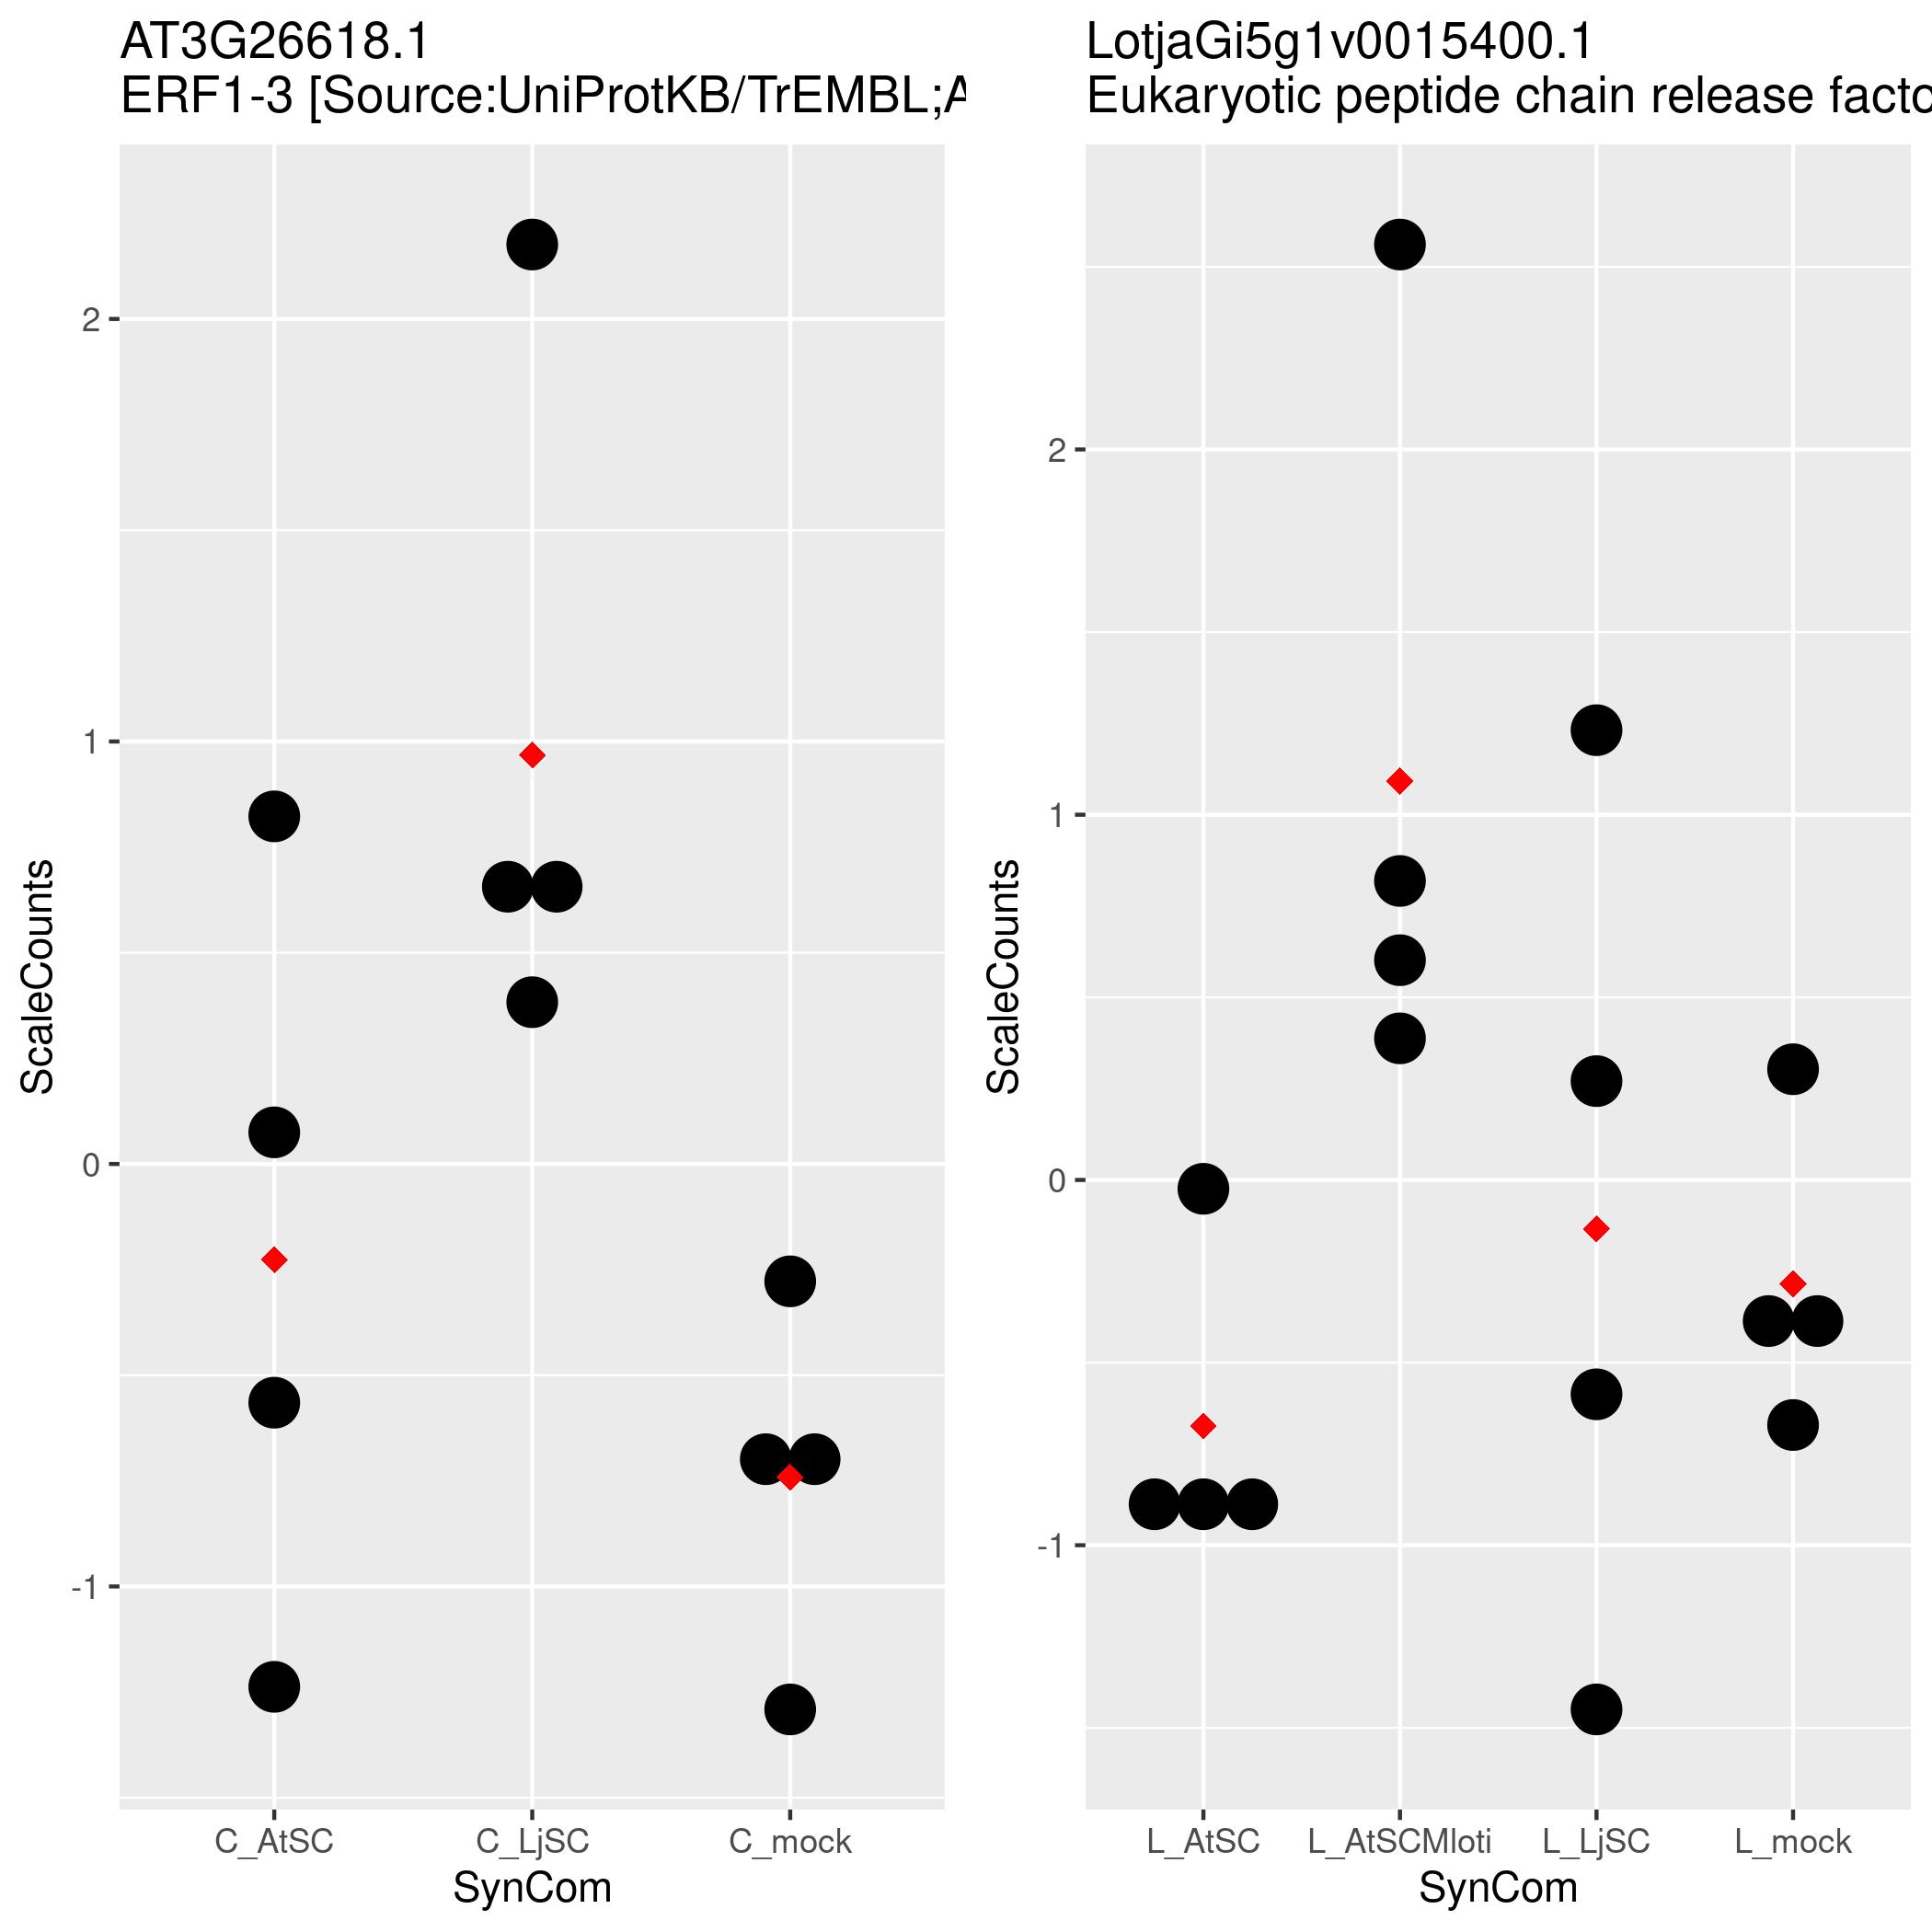 AT3G26618.1
ERF1-3 [Source:UniProtKB/TrEMBL;A
ScaleCounts
2
1
0
-1
C_AtSC C_LjSC C_mock
SynCom
LotjaGi5g1v0015400.1
Eukaryotic peptide chain release facto
ScaleCounts
2
1
0
-1
L_AtSC L_AtSCMloti L_LjSC L_mock
SynCom